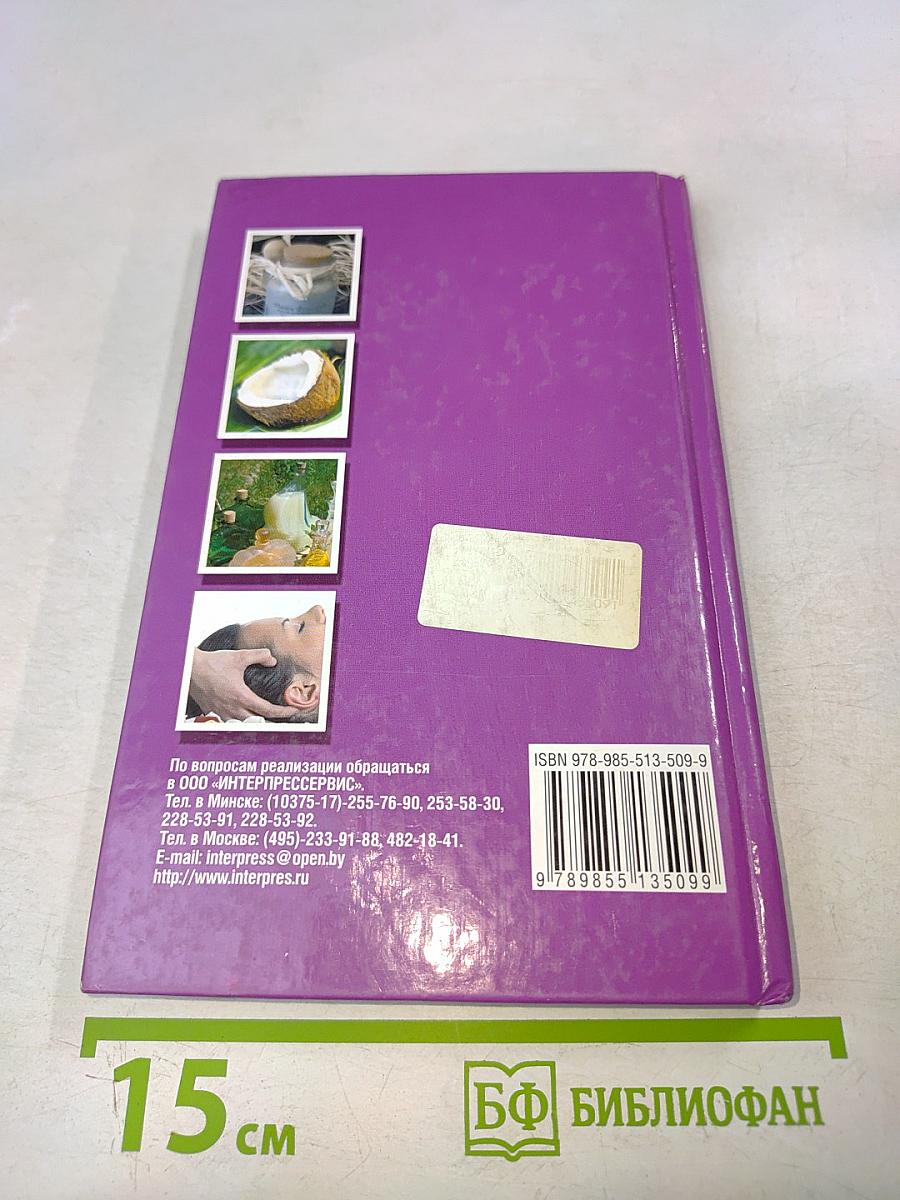 По вопросам реализации обращаться
в ООО «ИНТЕРПРЕССЕРВИС».
Тел. в Минске: (10375-17)-255-76-90, 253-58-30,
228-53-91, 228-53-92.
Тел. в Москве: (495)-233-91-88, 482-18-41.
E-mail: interpress@open.by
http://www.interpres.ru
ISBN 978-985-513-509-9
9 789855 135099
15 см
БФ БИБЛИОФАН